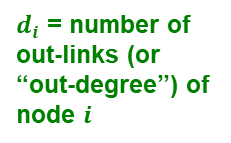 dᵢ = number of
out-links (or
“out-degree”) of
node i